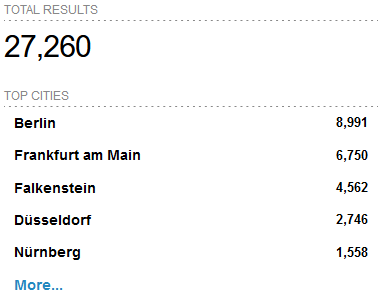 TOTAL RESULTS
27,260
TOP CITIES
Berlin 8,991
Frankfurt am Main 6,750
Falkenstein 4,562
Düsseldorf 2,746
Nürnberg 1,558
More...